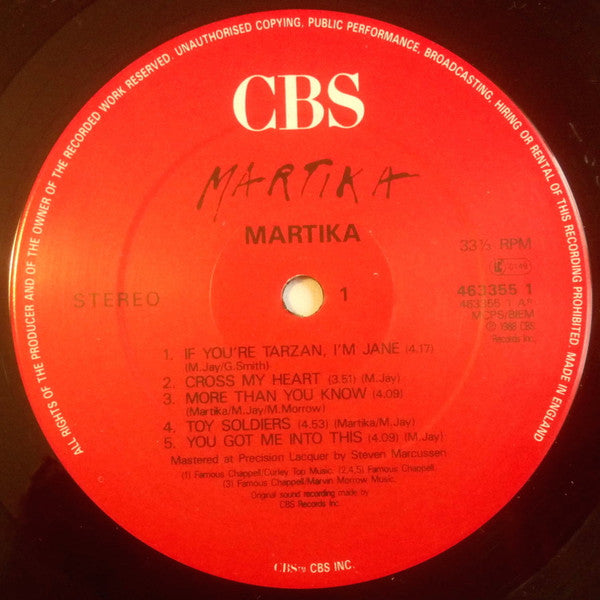 ALL RIGHTS OF THE PRODUCER AND OF THE OWNER OF THE RECORDED WORK RESERVED. UNAUTHORISED COPYING, PUBLIC PERFORMANCE, BROADCASTING, HIRING OR RENTAL OF THIS RECORDING PROHIBITED. MADE IN ENGLAND
CBS
MARTIKA
MARTIKA
33⅓ RPM
STEREO
1
463355 1
463355 1 A
MCPS/BIEM
℗ 1988 CBS
Records Inc.
1. IF YOU'RE TARZAN, I'M JANE (4.17)
(M.Jay/G.Smith)
2. CROSS MY HEART (3.51) (M.Jay)
3. MORE THAN YOU KNOW (4.09)
(Martika/M.Jay/M.Morrow)
4. TOY SOLDIERS (4.53) (Martika/M.Jay)
5. YOU GOT ME INTO THIS (4.09) (M.Jay)
Mastered at Precision Lacquer by Steven Marcussen
(1) Famous Chappell/Curley Top Music. (2,4,5) Famous Chappell.
(3) Famous Chappell/Marvin Morrow Music.
Original sound recording made by
CBS Records Inc.
CBS™ CBS INC.